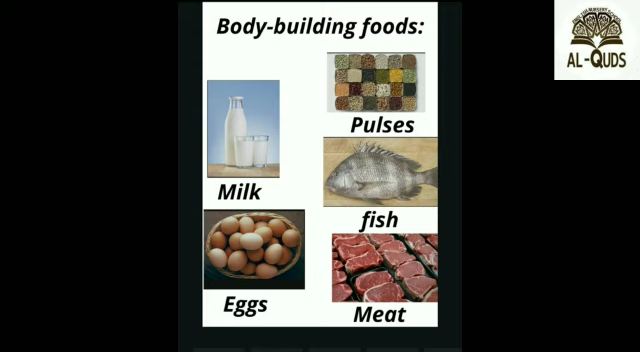 Body-building foods:
Pulses
Milk
fish
Eggs
Meat
AL-QUDS